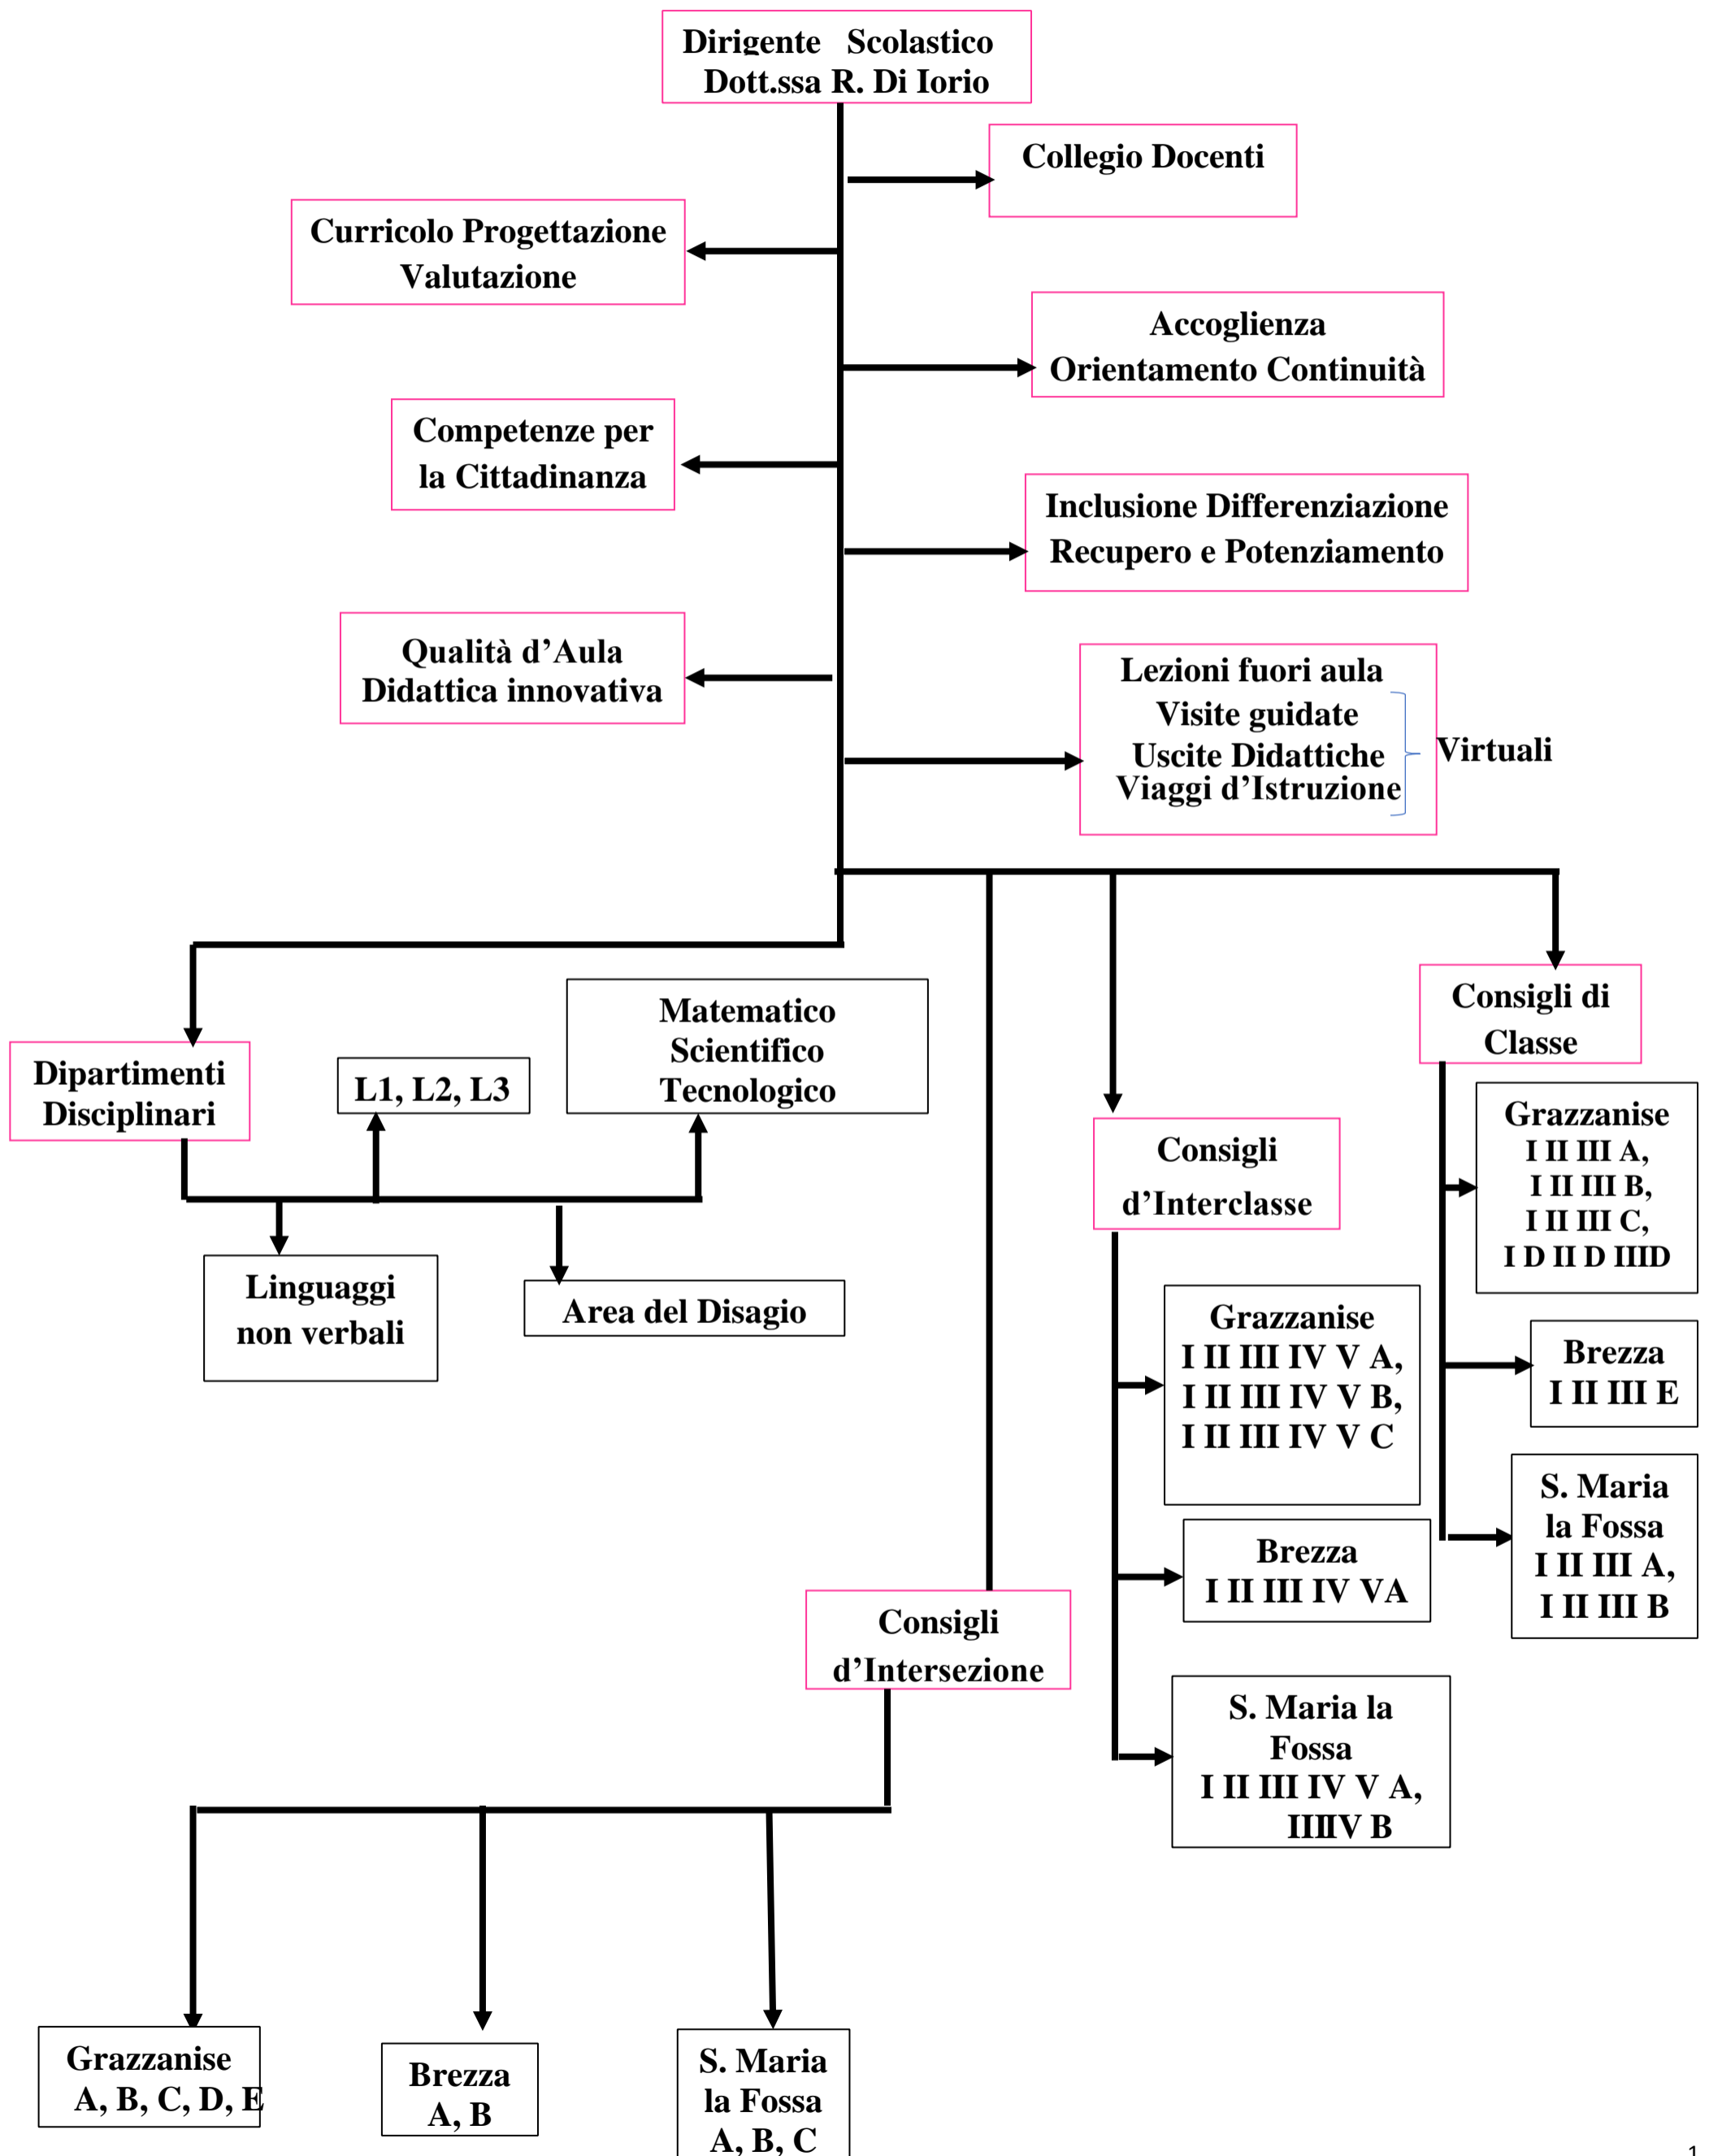 Dirigente Scolastico
Dott.ssa R. Di Iorio
Collegio Docenti
Curricolo Progettazione
Valutazione
Accoglienza
Orientamento Continuità
Competenze per
la Cittadinanza
Inclusione Differenziazione
Recupero e Potenziamento
Qualità d’Aula
Didattica innovativa
Lezioni fuori aula
Visite guidate
Uscite Didattiche
Viaggi d’Istruzione
Virtuali
Dipartimenti
Disciplinari
L1, L2, L3
Matematico
Scientifico
Tecnologico
Linguaggi
non verbali
Area del Disagio
Consigli di
Classe
Grazzanise
I II III A,
I II III B,
I II III C,
I D II D IIID
Brezza
I II III E
S. Maria
la Fossa
I II III A,
I II III B
Consigli
d’Interclasse
Grazzanise
I II III IV V A,
I II III IV V B,
I II III IV V C
Brezza
I II III IV VA
S. Maria la
Fossa
I II III IV V A,
B
Consigli
d’Intersezione
Grazzanise
A, B, C, D, E
Brezza
A, B
S. Maria
la Fossa
A, B, C
1